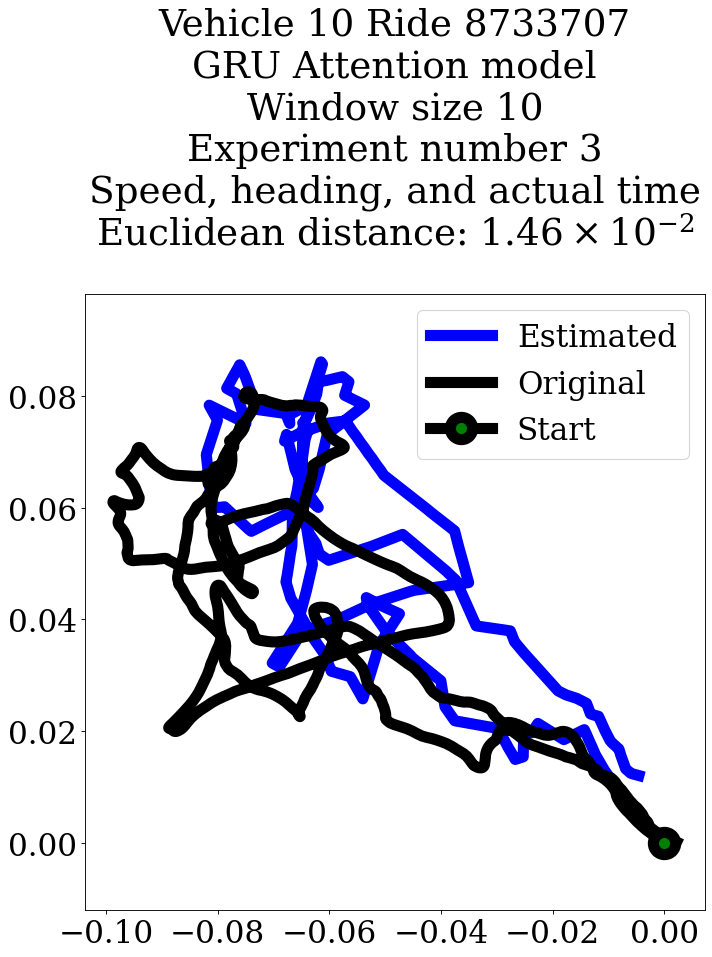 Vehicle 10 Ride 8733707
GRU Attention model
Window size 10
Experiment number 3
Speed, heading, and actual time
Euclidean distance: 1.46 × 10⁻²
Estimated
Original
Start
0.08
0.06
0.04
0.02
0.00
−0.10 −0.08 −0.06 −0.04 −0.02 0.00